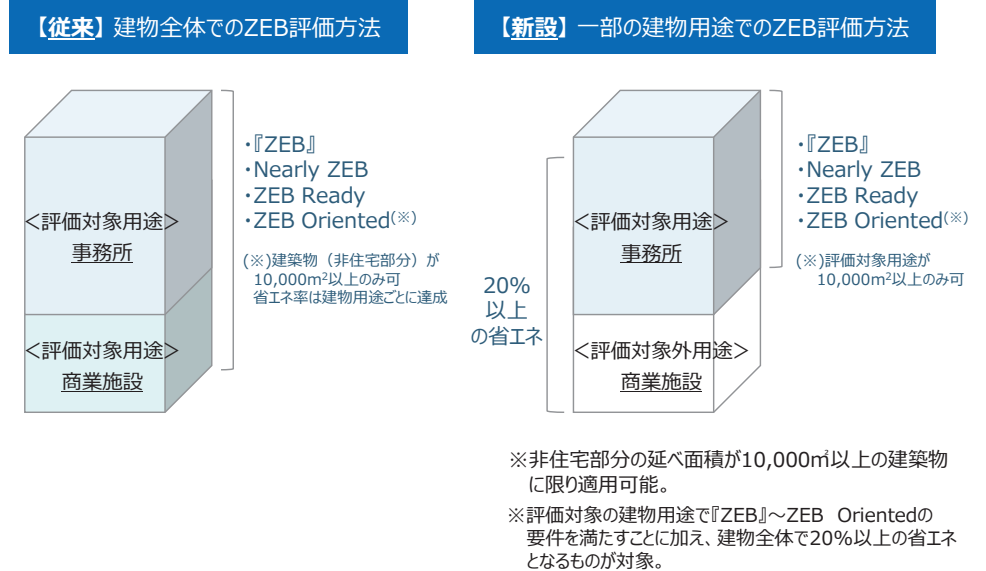 【従来】建物全体でのZEB評価方法
・『ZEB』
・Nearly ZEB
・ZEB Ready
・ZEB Oriented(※)
(※)建築物（非住宅部分）が
10,000m²以上のみ可
省エネ率は建物用途ごとに達成
<評価対象用途>
事務所
<評価対象用途>
商業施設
【新設】一部の建物用途でのZEB評価方法
・『ZEB』
・Nearly ZEB
・ZEB Ready
・ZEB Oriented(※)
(※)評価対象用途が
10,000m²以上のみ可
<評価対象用途>
事務所
20%
以上
の省エネ
<評価対象外用途>
商業施設
※非住宅部分の延べ面積が10,000㎡以上の建築物
に限り適用可能。
※評価対象の建物用途で『ZEB』～ZEB Orientedの
要件を満たすことに加え、建物全体で20%以上の省エネ
となるものが対象。